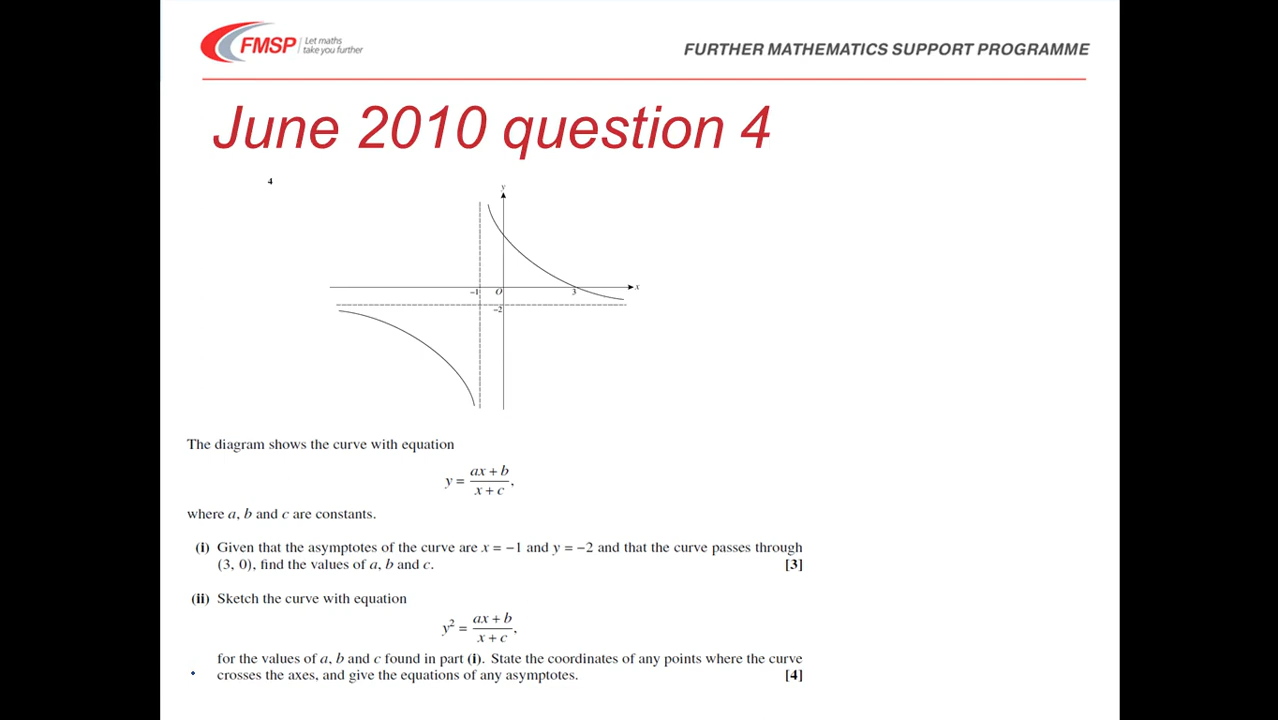 FMSP Let maths
take you further
FURTHER MATHEMATICS SUPPORT PROGRAMME
June 2010 question 4
4
y
x
-1 O 3
-2
The diagram shows the curve with equation
y = \frac{ax + b}{x + c},
where a, b and c are constants.
(i) Given that the asymptotes of the curve are x = −1 and y = −2 and that the curve passes through
(3, 0), find the values of a, b and c. [3]
(ii) Sketch the curve with equation
y² = \frac{ax + b}{x + c},
for the values of a, b and c found in part (i). State the coordinates of any points where the curve
crosses the axes, and give the equations of any asymptotes. [4]